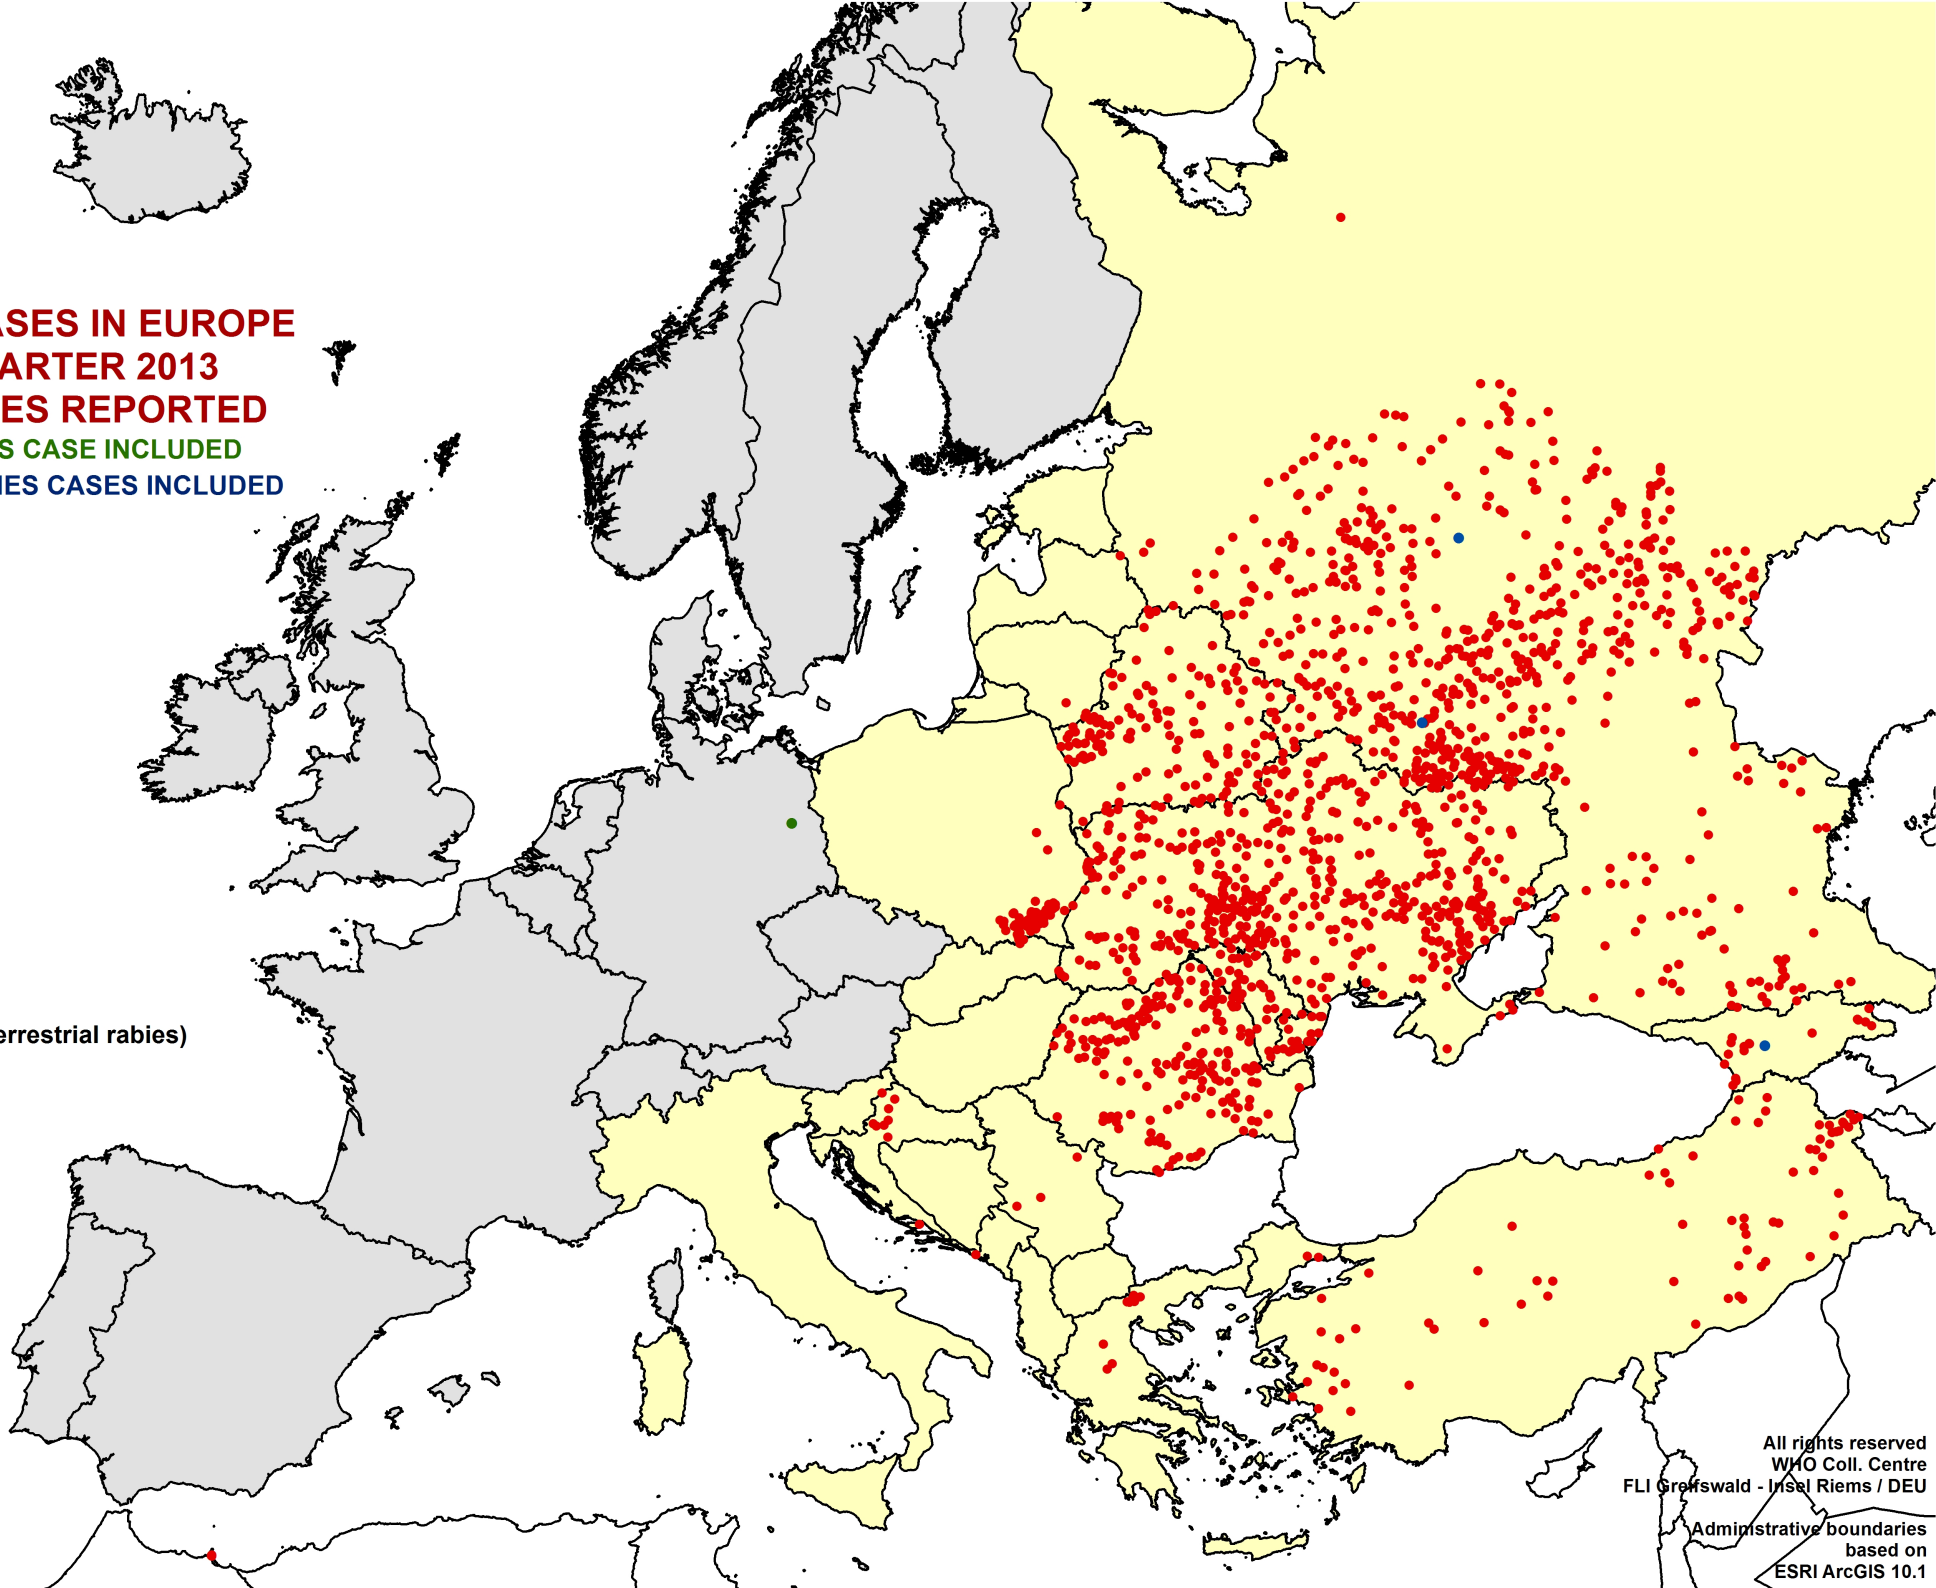 ASES IN EUROPE
ARTER 2013
ES REPORTED
S CASE INCLUDED
IES CASES INCLUDED
errestrial rabies)
All rights reserved
WHO Coll. Centre
FLI Greifswald - Insel Riems / DEU
Adminstrative boundaries
based on
ESRI ArcGIS 10.1